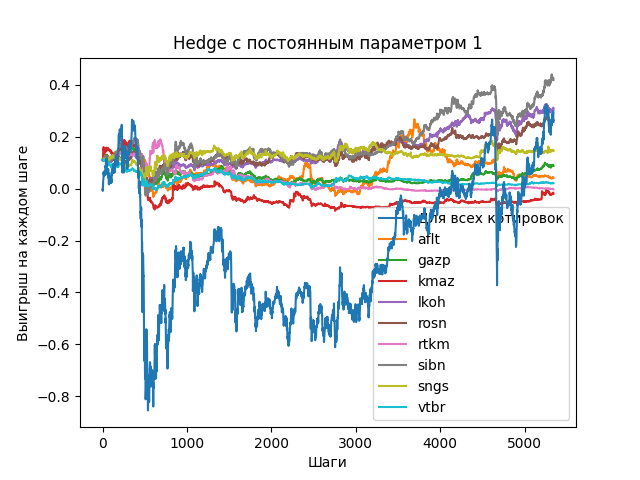 Hedge с постоянным параметром 1
Выигрыш на каждом шаге
0.4
0.2
0.0
−0.2
−0.4
−0.6
−0.8
для всех котировок
aflt
gazp
kmaz
lkoh
rosn
rtkm
sibn
sngs
vtbr
0
1000
2000
3000
4000
5000
Шаги